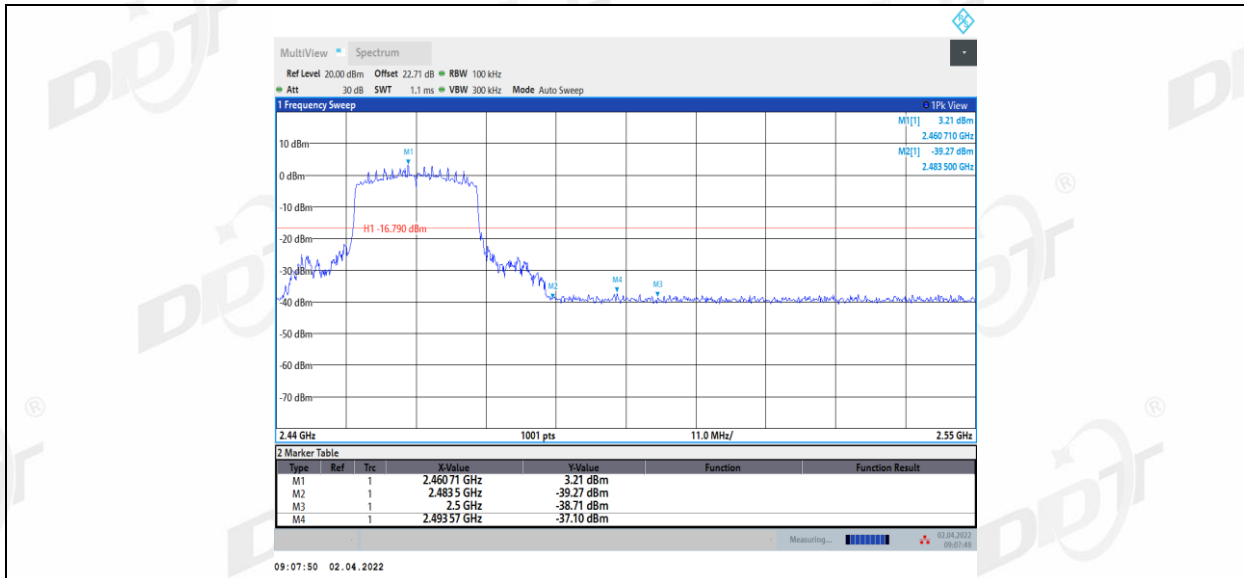 MultiView Spectrum
Ref Level 20.00 dBm Offset 22.71 dB RBW 100 kHz
Att 30 dB SWT 1.1 ms VBW 300 kHz Mode Auto Sweep
1 Frequency Sweep 1Pk View
M1[1] 3.21 dBm
2.460 710 GHz
M2[1] -39.27 dBm
2.483 500 GHz
10 dBm
M1
0 dBm
-10 dBm
H1 -16.790 dBm
-20 dBm
-30 dBm
M2
M4
M3
-40 dBm
-50 dBm
-60 dBm
-70 dBm
2.44 GHz 1001 pts 11.0 MHz/ 2.55 GHz
2 Marker Table
Type Ref Trc X-Value Y-Value Function Function Result
M1 1 2.460 71 GHz 3.21 dBm
M2 1 2.483 5 GHz -39.27 dBm
M3 1 2.5 GHz -38.71 dBm
M4 1 2.493 57 GHz -37.10 dBm
Measuring... 02.04.2022
09:07:49
09:07:50 02.04.2022
DDT
®